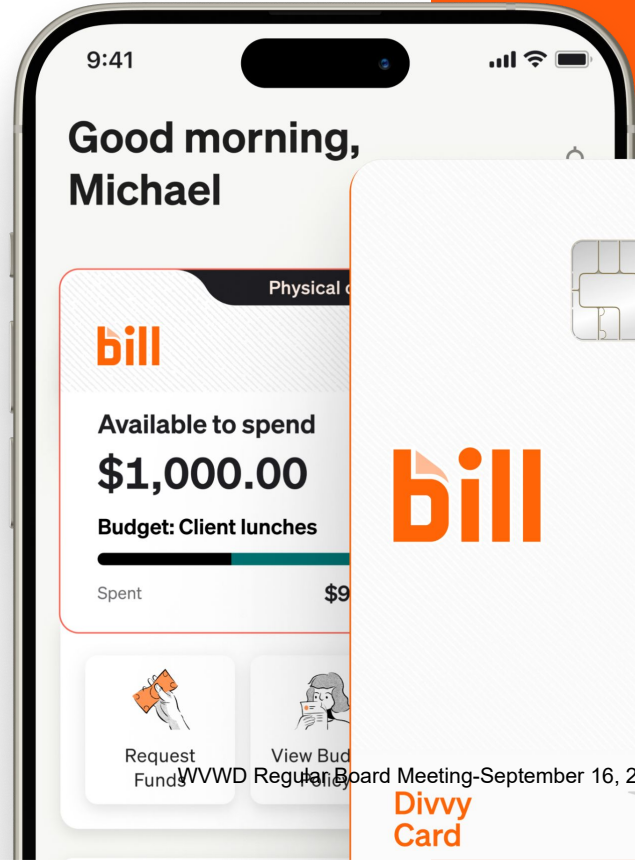 9:41
Good morning,
Michael
Physical
bill
Available to spend
$1,000.00
Budget: Client lunches
Spent $9
bill
Request
Funds
View Bud
Policy
WVWD Regular Board Meeting-September 16, 2
Divvy
Card